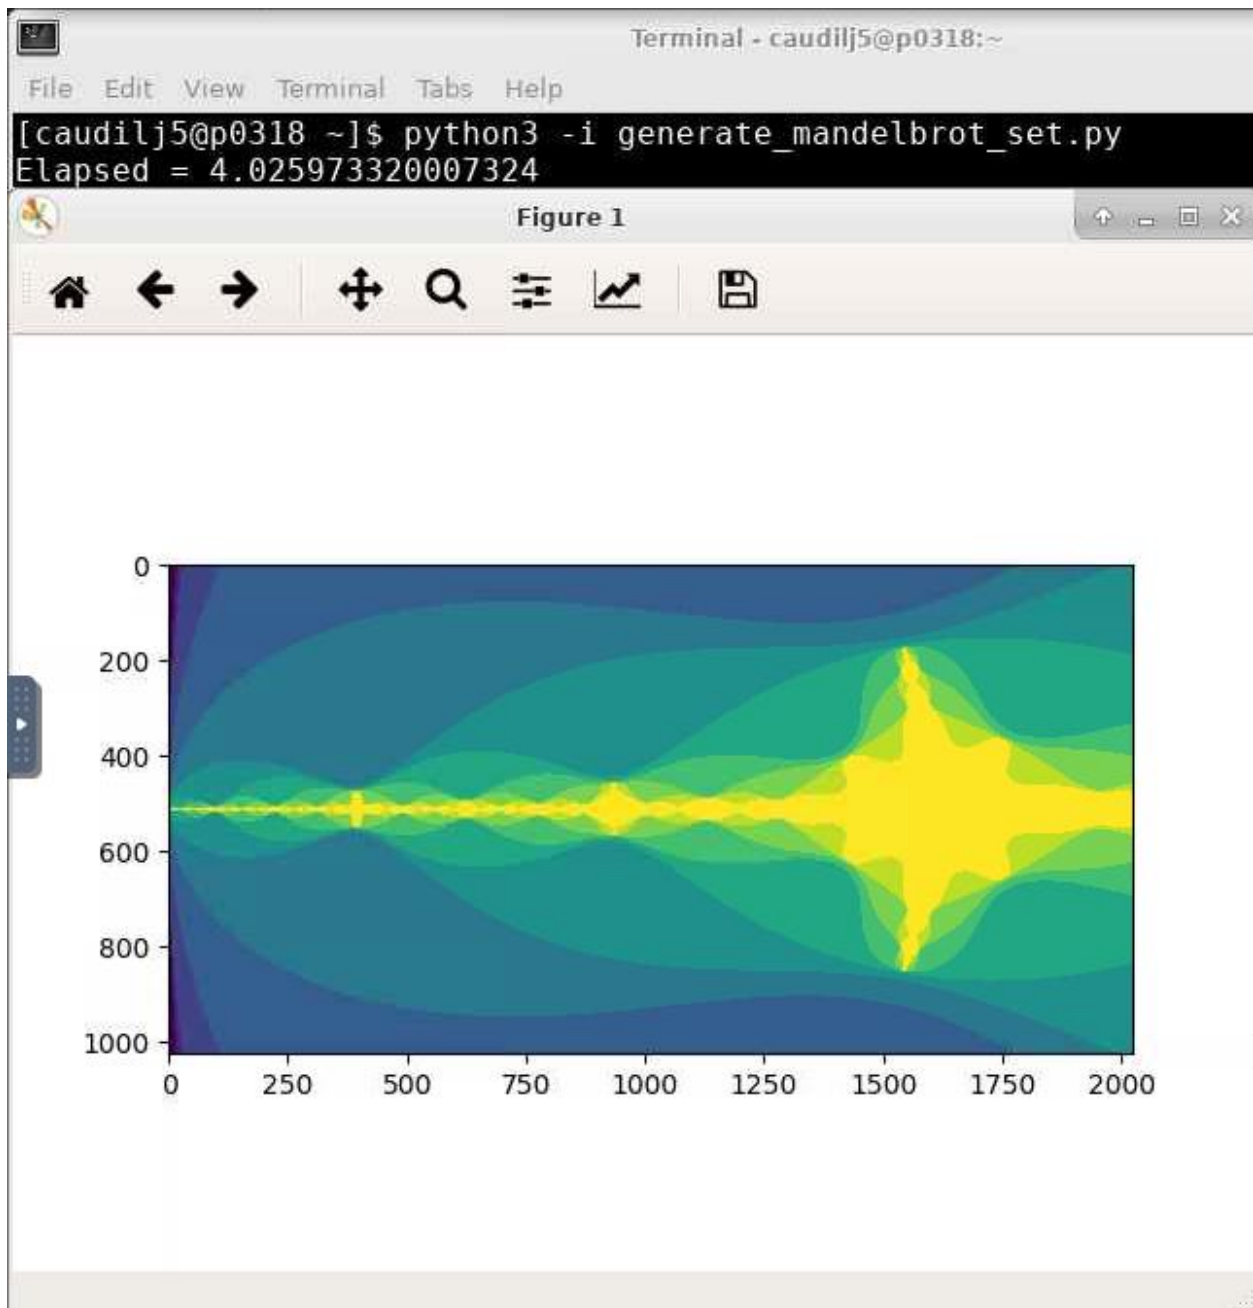 Terminal - caudilj5@p0318:~
File Edit View Terminal Tabs Help
[caudilj5@p0318 ~]$ python3 -i generate_mandelbrot_set.py
Elapsed = 4.025973320007324
Figure 1
0
200
400
600
800
1000
0 250 500 750 1000 1250 1500 1750 2000